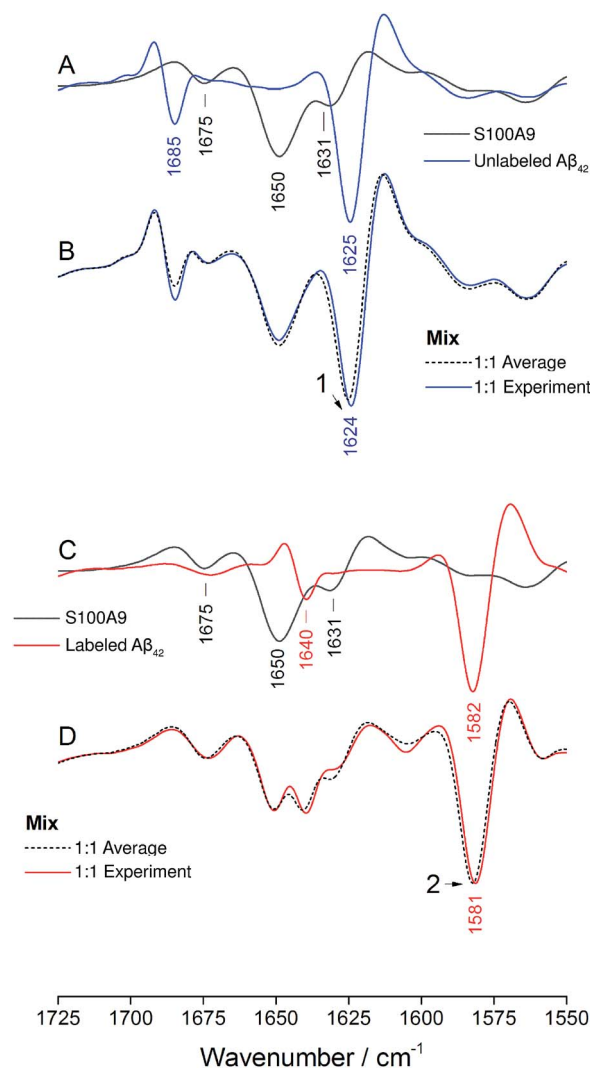 A
1685
1675
1650
1631
1625
S100A9
Unlabeled Aβ42
B
Mix
1:1 Average
1:1 Experiment
1
1624
C
S100A9
Labeled Aβ42
1675
1650
1640
1631
1582
D
Mix
1:1 Average
1:1 Experiment
2
1581
1725 1700 1675 1650 1625 1600 1575 1550
Wavenumber / cm-1